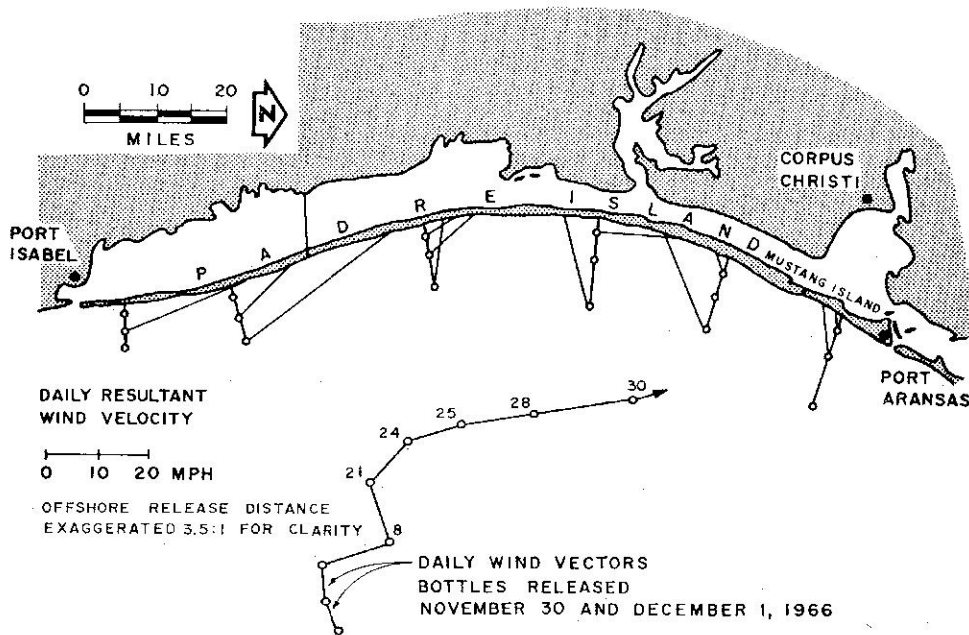 0 10 20
MILES
N
CORPUS
CHRISTI
PORT
ISABEL
PADRE ISLAND
MUSTANG ISLAND
PORT
ARANSAS
DAILY RESULTANT
WIND VELOCITY
0 10 20 MPH
OFFSHORE RELEASE DISTANCE
EXAGGERATED 3.5:1 FOR CLARITY
30
28
25
24
21
8
DAILY WIND VECTORS
BOTTLES RELEASED
NOVEMBER 30 AND DECEMBER 1, 1966